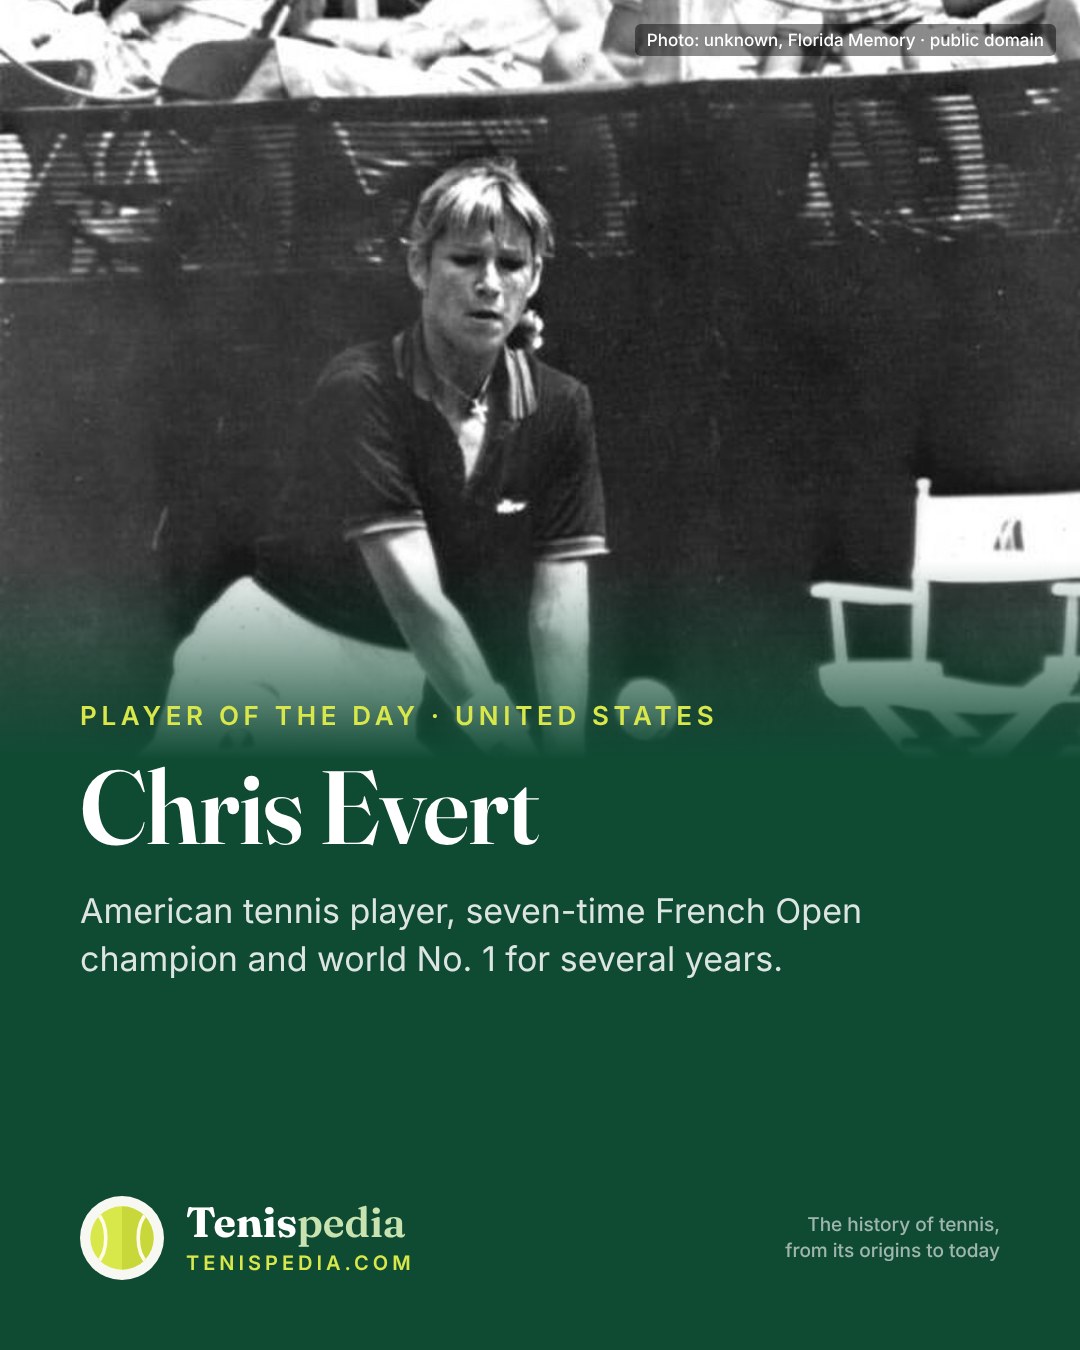 Photo: unknown, Florida Memory · public domain
PLAYER OF THE DAY · UNITED STATES
Chris Evert
American tennis player, seven-time French Open
champion and world No. 1 for several years.
Tenispedia
TENISPEDIA.COM
The history of tennis,
from its origins to today